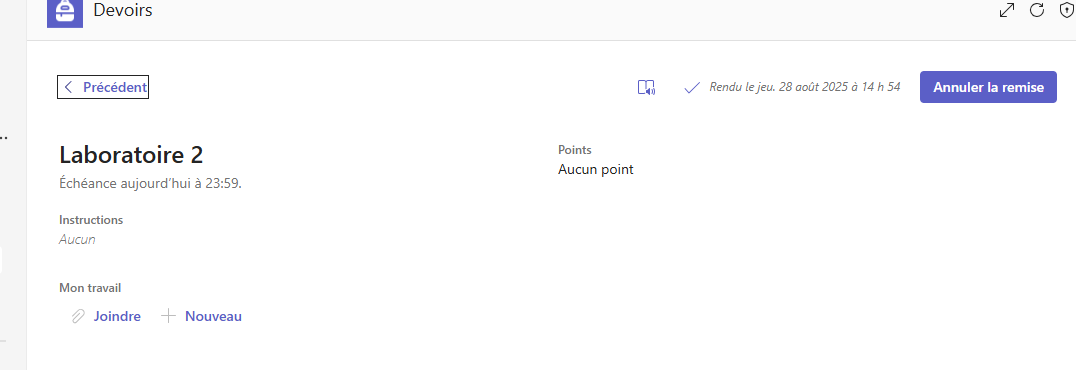 Devoirs
Précédent
Rendu le jeu. 28 août 2025 à 14 h 54
Annuler la remise
Laboratoire 2
Échéance aujourd’hui à 23:59.
Points
Aucun point
Instructions
Aucun
Mon travail
Joindre
Nouveau